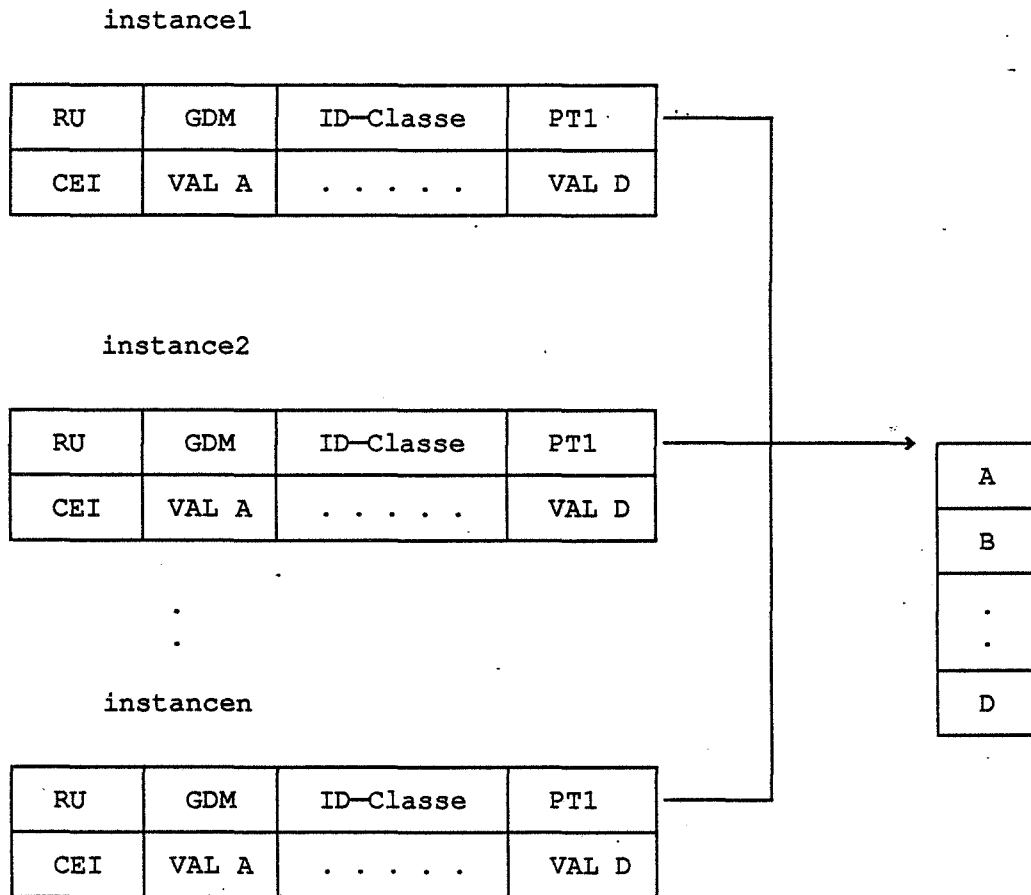 instance1
RU GDM ID-Classe PT1
CEI VAL A . . . . . VAL D
instance2
RU GDM ID-Classe PT1
CEI VAL A . . . . . VAL D
.
.
instancen
RU GDM ID-Classe PT1
CEI VAL A . . . . . VAL D
A
B
.
.
D